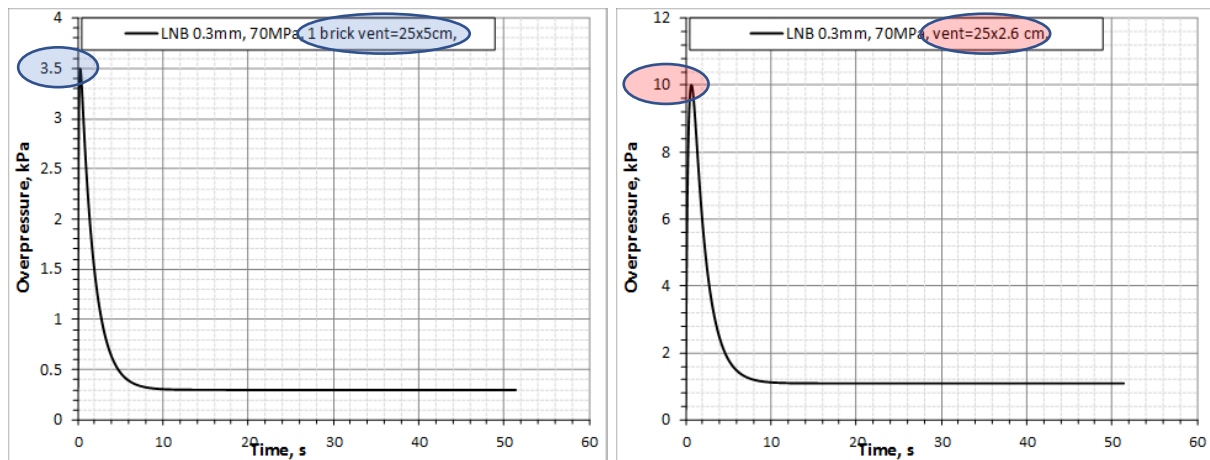 LNB 0.3mm, 70MPa, 1 brick vent=25x5cm,
Overpressure, kPa
4
3.5
3
2.5
2
1.5
1
0.5
0
0 10 20 30 40 50 60
Time, s
LNB 0.3mm, 70MPa, vent=25x2.6 cm,
Overpressure, kPa
12
10
8
6
4
2
0
0 10 20 30 40 50 60
Time, s